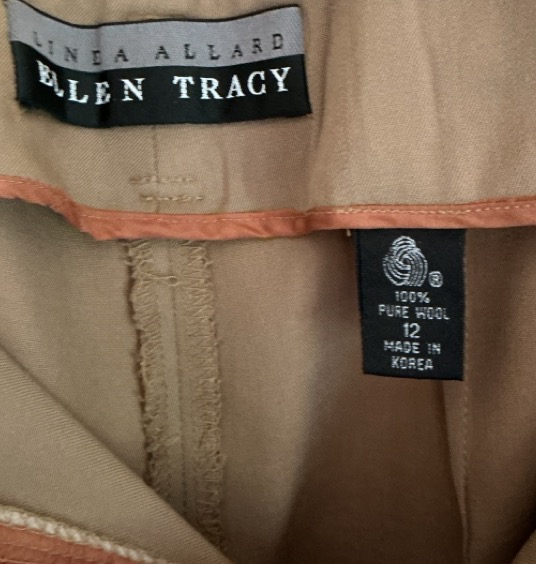 LINDA ALLARD
ELLEN TRACY
®
100%
PURE WOOL
12
MADE IN
KOREA